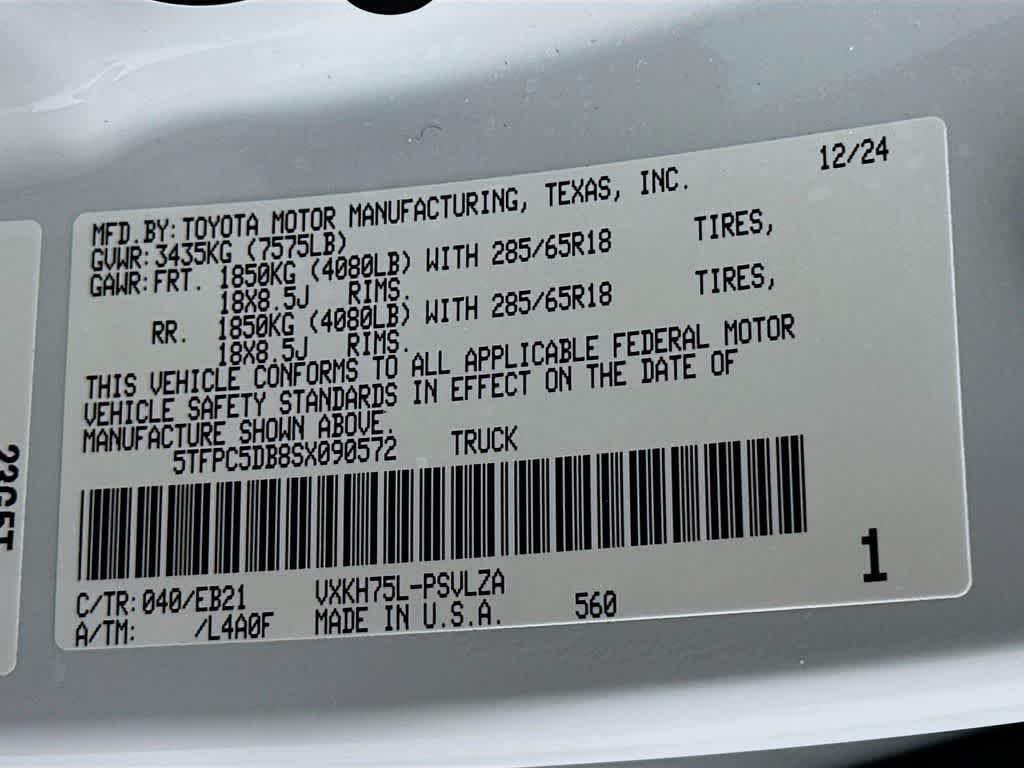 12/24
MFD.BY: TOYOTA MOTOR MANUFACTURING, TEXAS, INC.
GVWR: 3435KG (7575LB)
GAWR: FRT. 1850KG (4080LB) WITH 285/65R18 TIRES,
18X8.5J RIMS.
RR. 1850KG (4080LB) WITH 285/65R18 TIRES,
18X8.5J RIMS.
THIS VEHICLE CONFORMS TO ALL APPLICABLE FEDERAL MOTOR
VEHICLE SAFETY STANDARDS IN EFFECT ON THE DATE OF
MANUFACTURE SHOWN ABOVE.
5TFPC5DB8SX090572 TRUCK
1
C/TR: 040/EB21 VXKH75L-PSVLZA
A/TM: /L4A0F MADE IN U.S.A. 560